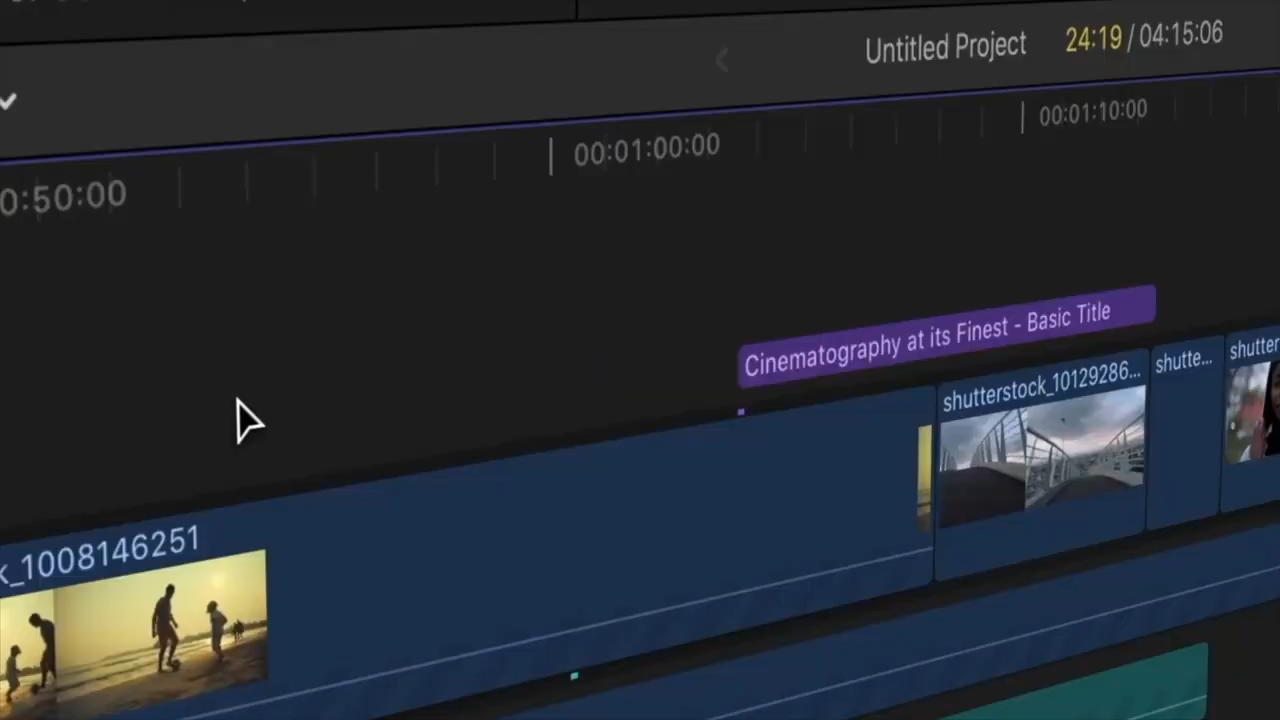 Untitled Project 24:19 / 04:15:06
0:50:00 00:01:00:00 00:01:10:00
Cinematography at its Finest - Basic Title
k_1008146251 shutterstock_10129286... shutte... shutter